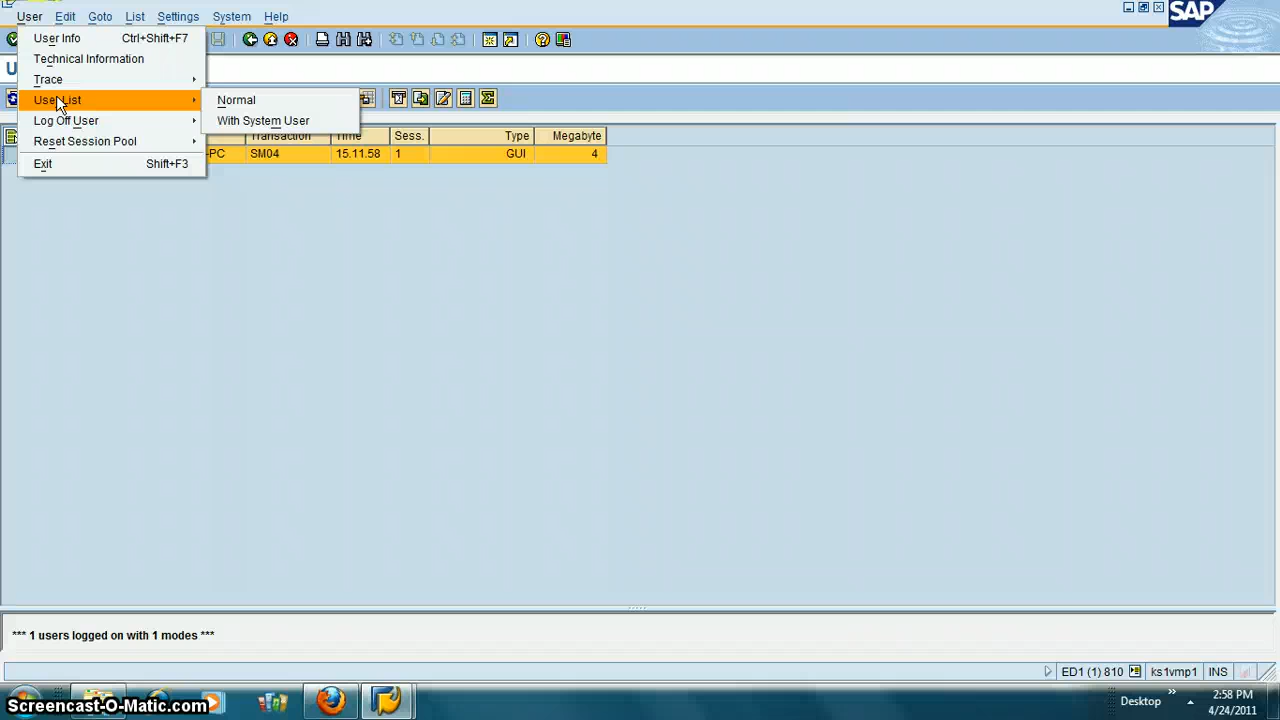 User Edit Goto List Settings System Help
SAP
User Info Ctrl+Shift+F7
Technical Information
Trace
User List
Normal
Log Off User
With System User
Reset Session Pool
Exit Shift+F3
Transaction Time Sess. Type Megabyte
-PC SM04 15.11.58 1 GUI 4
*** 1 users logged on with 1 modes ***
ED1 (1) 810 ks1vmp1 INS
Desktop
2:58 PM
4/24/2011
Screencast-O-Matic.com